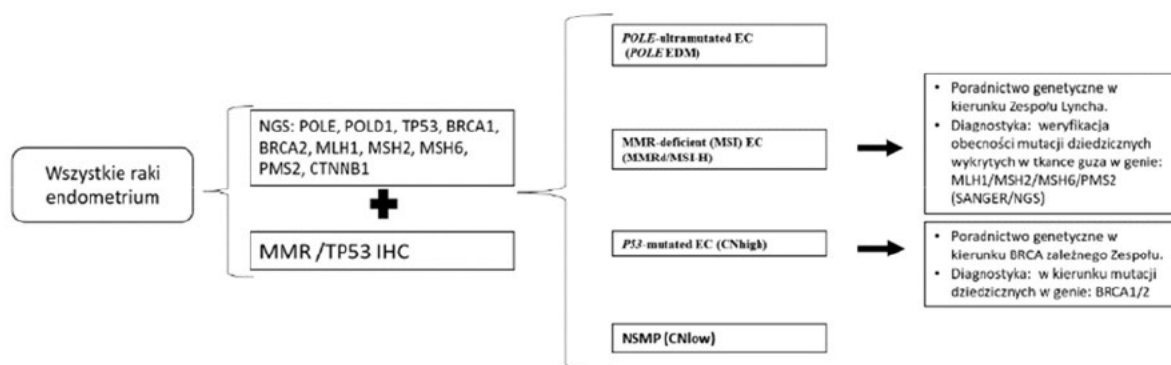 Wszystkie raki
endometrium
NGS: POLE, POLD1, TP53, BRCA1,
BRCA2, MLH1, MSH2, MSH6,
PMS2, CTNNB1
MMR /TP53 IHC
POLE-ultramutated EC
(POLE EDM)
MMR-deficient (MSI) EC
(MMRd/MSI-H)
P53-mutated EC (CNhigh)
NSMP (CNlow)
• Poradnictwo genetyczne w
kierunku Zespołu Lyncha.
• Diagnostyka: weryfikacja
obecności mutacji dziedzicznych
wykrytych w tkance guza w genie:
MLH1/MSH2/MSH6/PMS2
(SANGER/NGS)
• Poradnictwo genetyczne w
kierunku BRCA zależnego Zespołu.
• Diagnostyka: w kierunku mutacji
dziedzicznych w genie: BRCA1/2